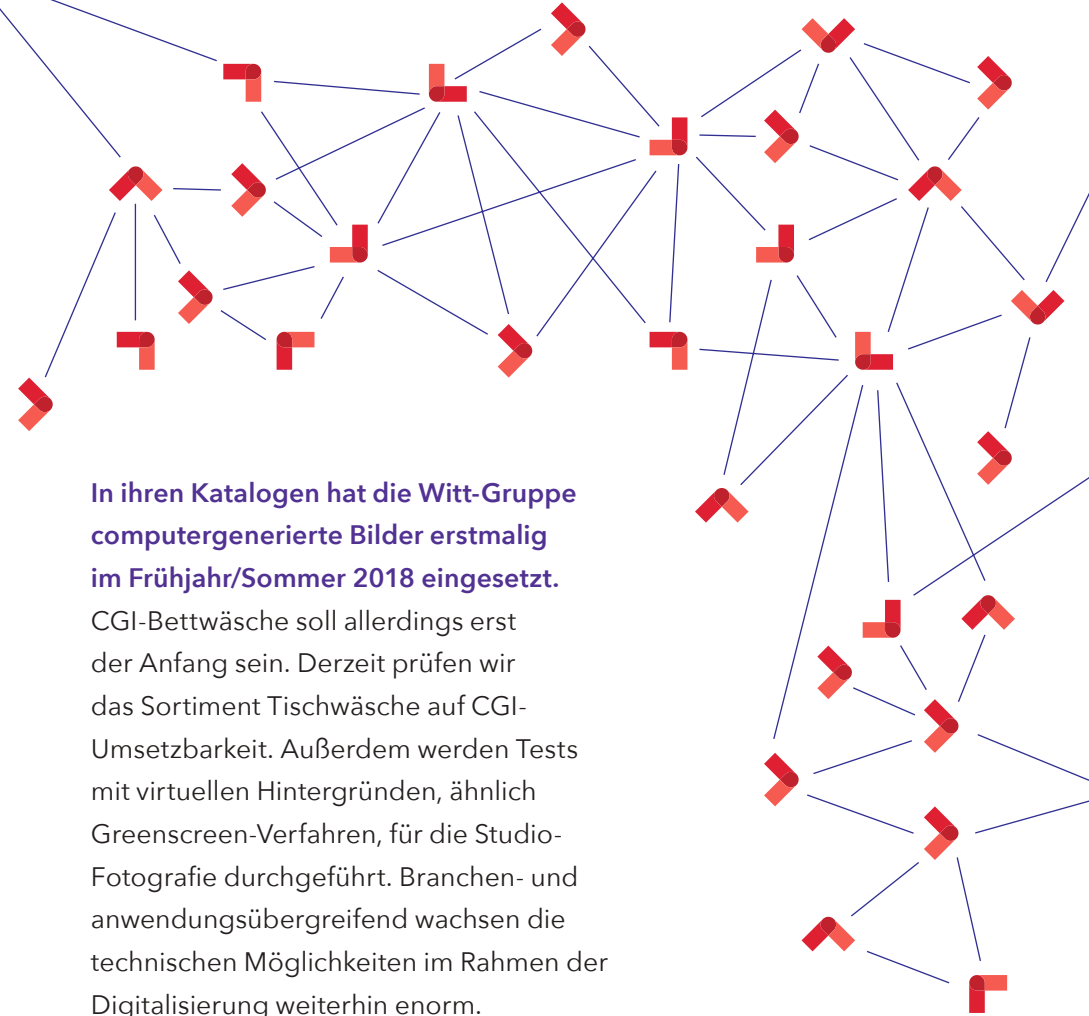 In ihren Katalogen hat die Witt-Gruppe
computergenerierte Bilder erstmalig
im Frühjahr/Sommer 2018 eingesetzt.
CGI-Bettwäsche soll allerdings erst
der Anfang sein. Derzeit prüfen wir
das Sortiment Tischwäsche auf CGI-
Umsetzbarkeit. Außerdem werden Tests
mit virtuellen Hintergründen, ähnlich
Greenscreen-Verfahren, für die Studio-
Fotografie durchgeführt. Branchen- und
anwendungsübergreifend wachsen die
technischen Möglichkeiten im Rahmen der
Digitalisierung weiterhin enorm.